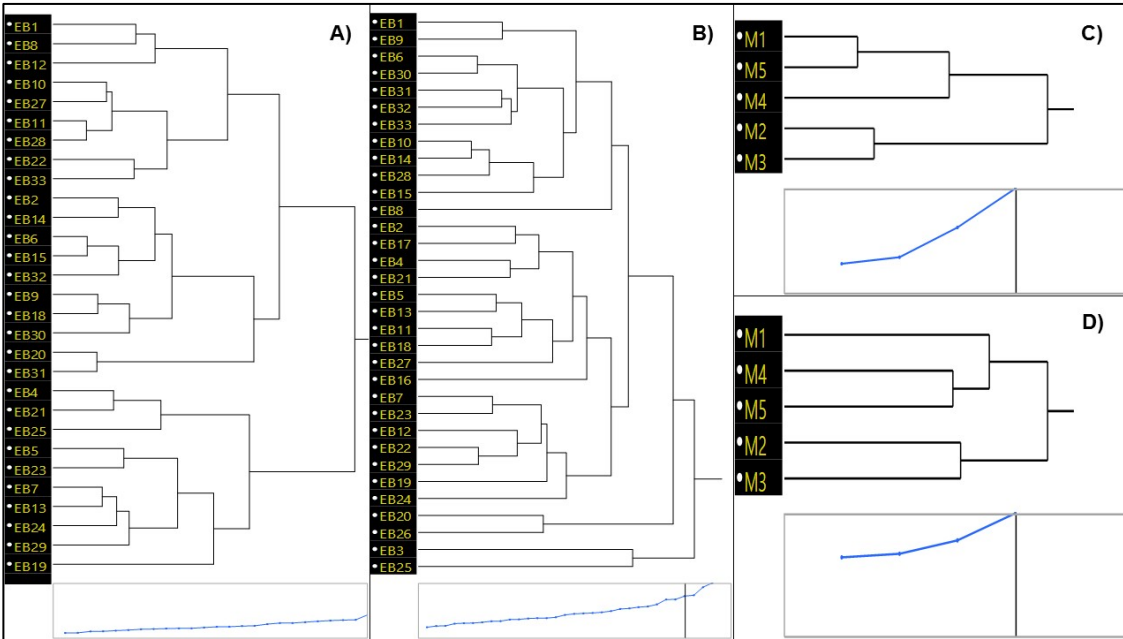 A)
EB1
EB8
EB12
EB10
EB27
EB11
EB28
EB22
EB33
EB2
EB14
EB6
EB15
EB32
EB9
EB18
EB30
EB20
EB31
EB4
EB21
EB25
EB5
EB23
EB7
EB13
EB24
EB29
EB19
B)
EB1
EB9
EB6
EB30
EB31
EB32
EB33
EB10
EB14
EB28
EB15
EB8
EB2
EB17
EB4
EB21
EB5
EB13
EB11
EB18
EB27
EB16
EB7
EB23
EB12
EB22
EB29
EB19
EB24
EB20
EB26
EB3
EB25
C)
M1
M5
M4
M2
M3
D)
M1
M4
M5
M2
M3